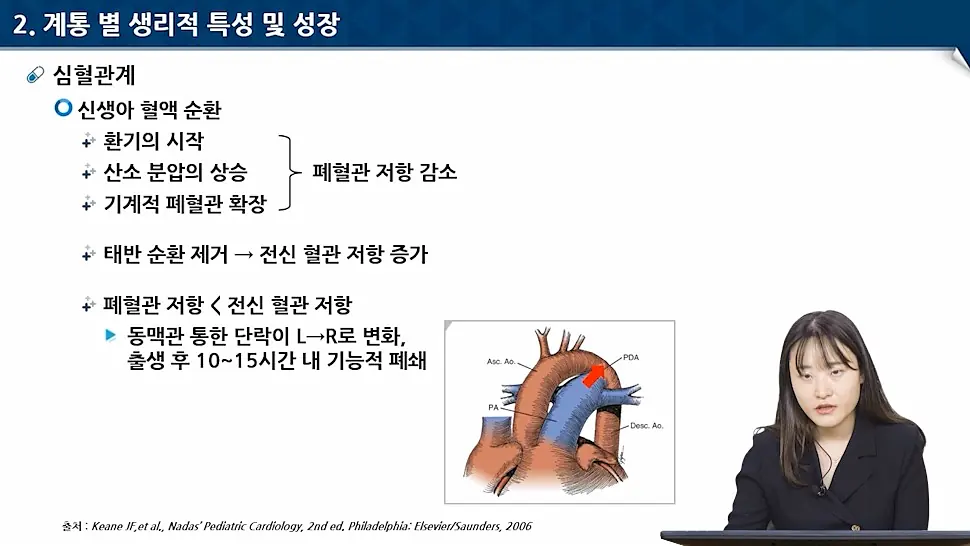 2. 계통 별 생리적 특성 및 성장
심혈관계
신생아 혈액 순환
환기의 시작
산소 분압의 상승
기계적 폐혈관 확장
폐혈관 저항 감소
태반 순환 제거 → 전신 혈관 저항 증가
폐혈관 저항 < 전신 혈관 저항
동맥관 통한 단락이 L→R로 변화,
출생 후 10~15시간 내 기능적 폐쇄
Asc. Ao.
PDA
PA
Desc. Ao.
출처 : Keane JF,et al., Nadas' Pediatric Cardiology, 2nd ed. Philadelphia: Elsevier/Saunders, 2006